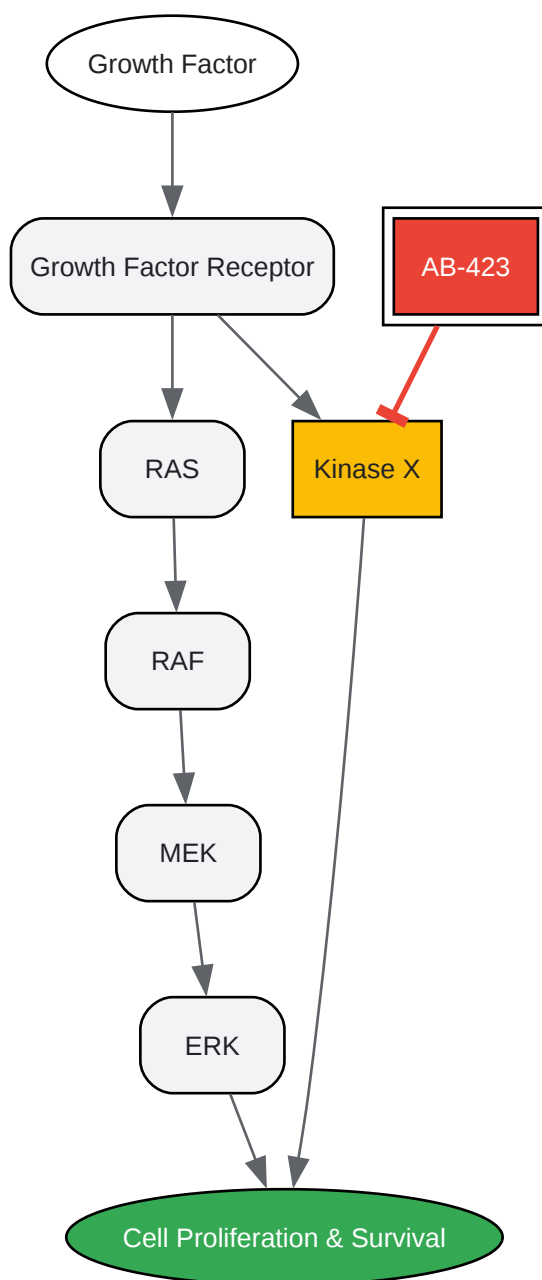 Growth Factor
Growth Factor Receptor
AB-423
RAS
Kinase X
RAF
MEK
ERK
Cell Proliferation & Survival